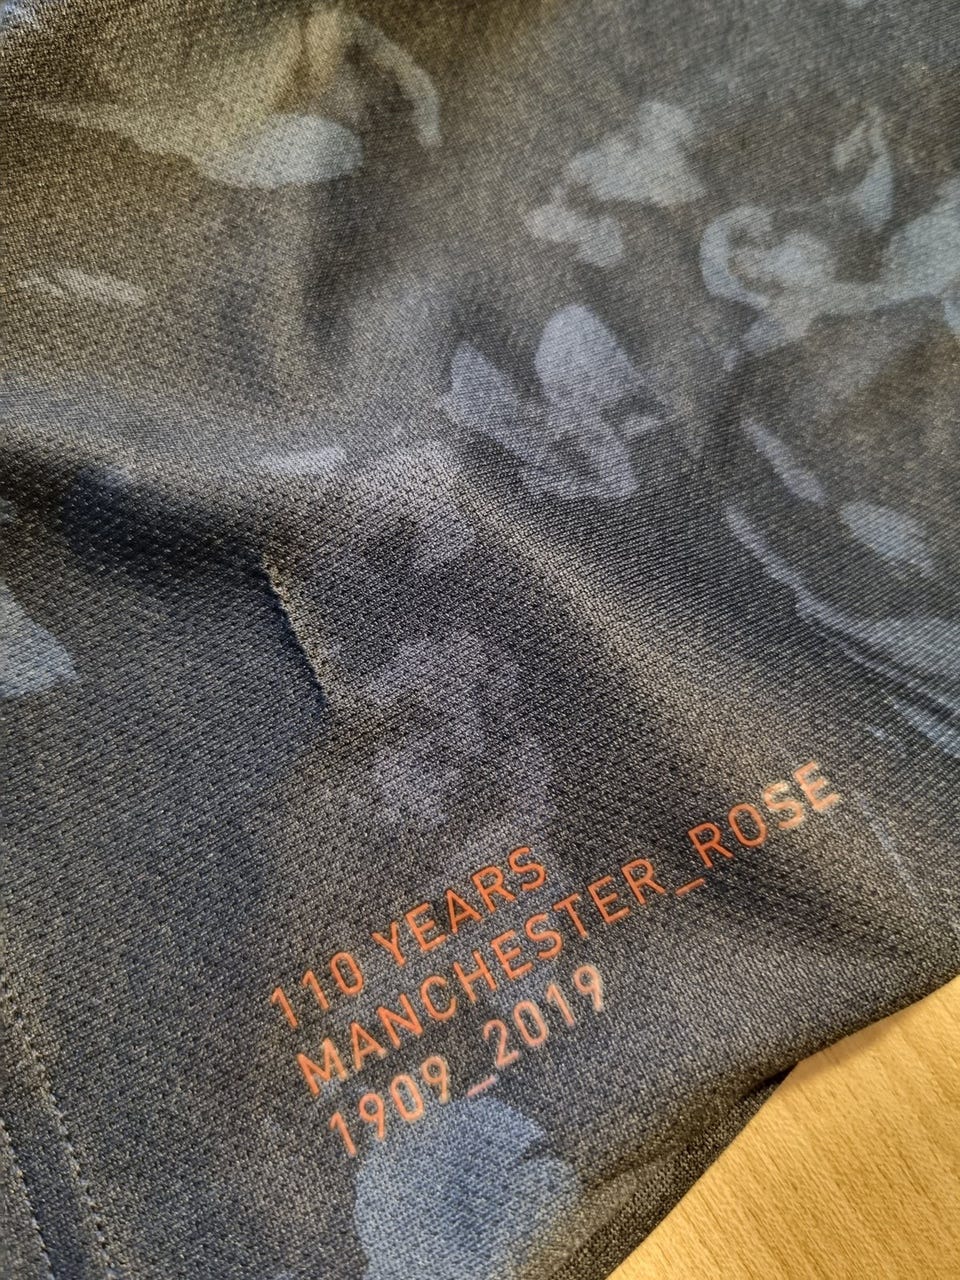 110 YEARS
MANCHESTER_ROSE
1909_2019